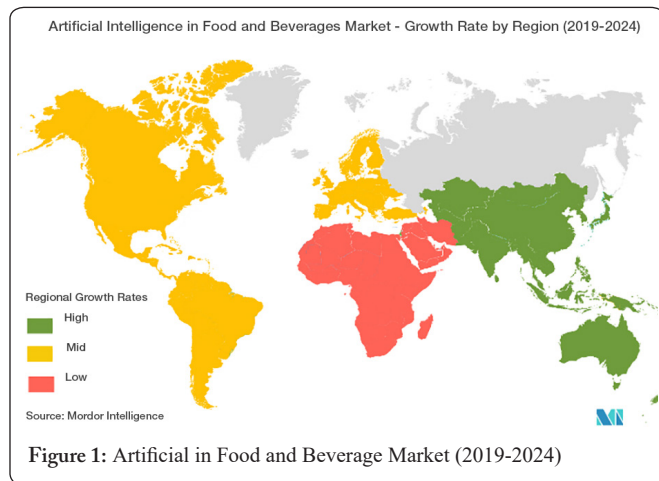 Artificial Intelligence in Food and Beverages Market - Growth Rate by Region (2019-2024)
Regional Growth Rates
High
Mid
Low
Source: Mordor Intelligence
Figure 1: Artificial in Food and Beverage Market (2019-2024)